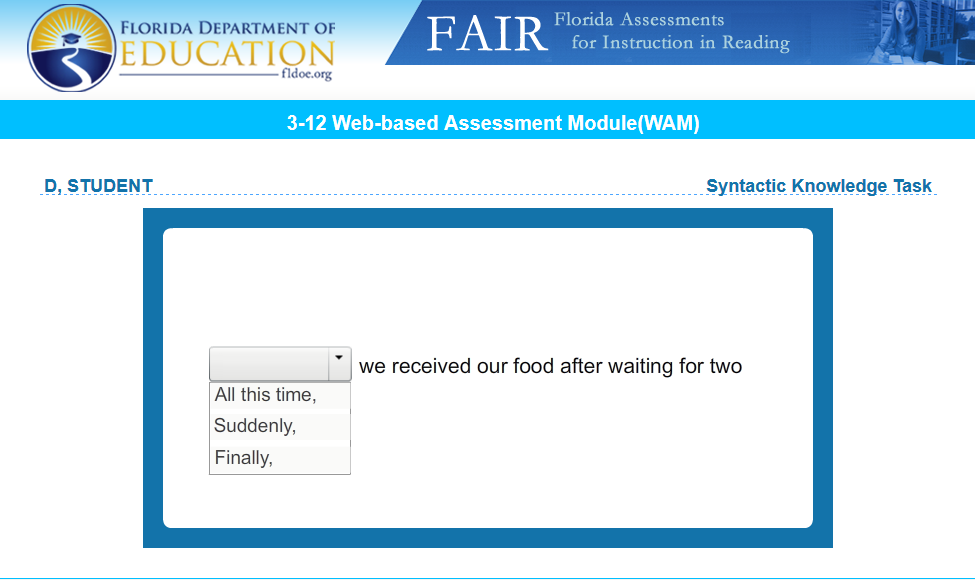 FLORIDA DEPARTMENT OF
EDUCATION
fldoe.org
FAIR
Florida Assessments
for Instruction in Reading
3-12 Web-based Assessment Module(WAM)
D, STUDENT
Syntactic Knowledge Task
we received our food after waiting for two
All this time,
Suddenly,
Finally,